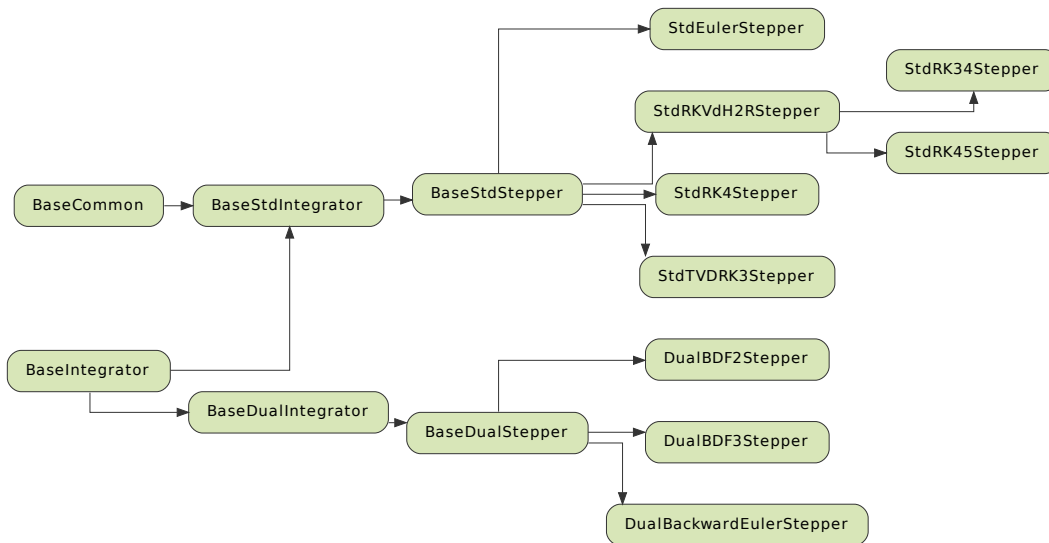 StdEulerStepper
StdRK34Stepper
StdRKVdH2RStepper
StdRK45Stepper
BaseStdStepper
StdRK4Stepper
BaseCommon
BaseStdIntegrator
StdTVDRK3Stepper
DualBDF2Stepper
BaseIntegrator
BaseDualIntegrator
BaseDualStepper
DualBDF3Stepper
DualBackwardEulerStepper